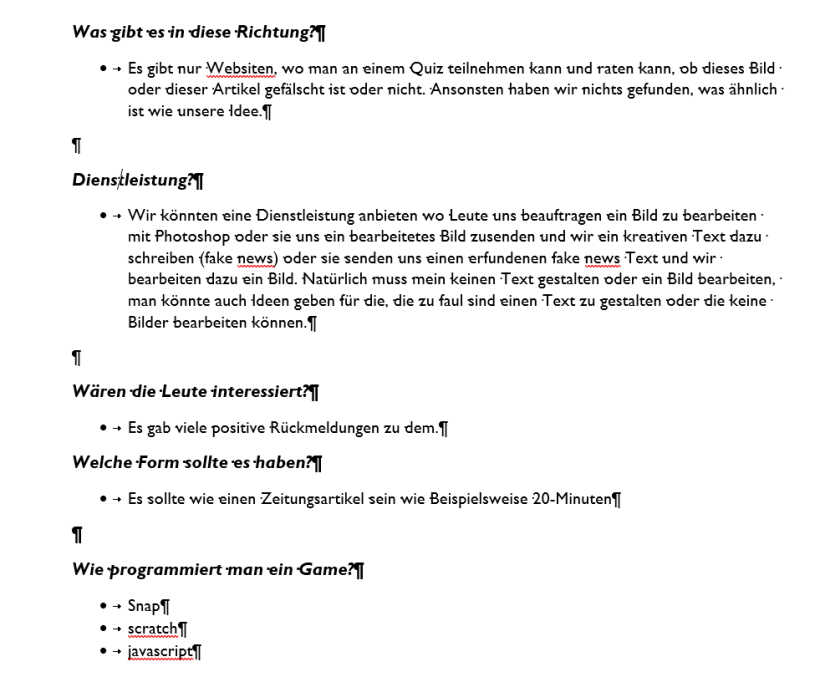 Was gibt es in diese Richtung?¶
• → Es gibt nur Websiten, wo man an einem Quiz teilnehmen kann und raten kann, ob dieses Bild
oder dieser Artikel gefälscht ist oder nicht. Ansonsten haben wir nichts gefunden, was ähnlich
ist wie unsere Idee.¶
¶
Dienstleistung?¶
• → Wir könnten eine Dienstleistung anbieten wo Leute uns beauftragen ein Bild zu bearbeiten
mit Photoshop oder sie uns ein bearbeitetes Bild zusenden und wir ein kreativen Text dazu
schreiben (fake news) oder sie senden uns einen erfundenen fake news Text und wir
bearbeiten dazu ein Bild. Natürlich muss mein keinen Text gestalten oder ein Bild bearbeiten,
man könnte auch Ideen geben für die, die zu faul sind einen Text zu gestalten oder die keine
Bilder bearbeiten können.¶
¶
Wären die Leute interessiert?¶
• → Es gab viele positive Rückmeldungen zu dem.¶
Welche Form sollte es haben?¶
• → Es sollte wie einen Zeitungsartikel sein wie Beispielsweise 20-Minuten¶
¶
Wie programmiert man ein Game?¶
• → Snap¶
• → scratch¶
• → javascript¶